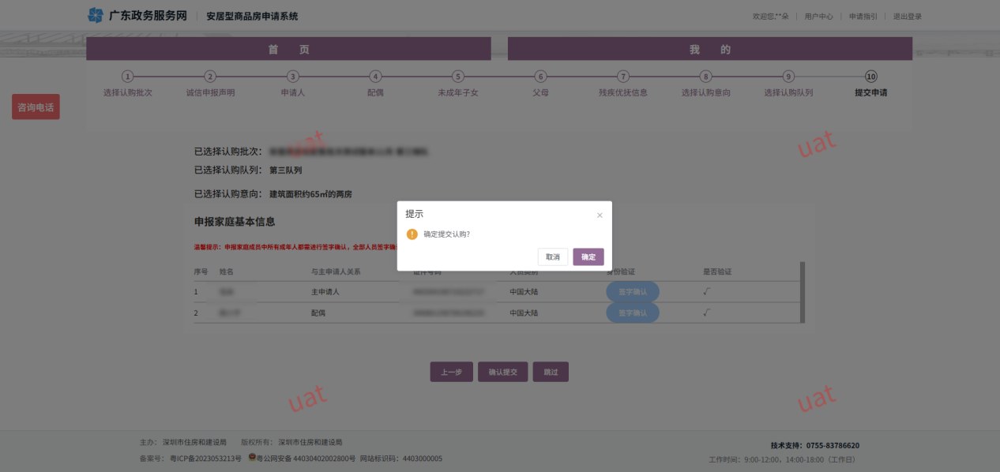 广东政务服务网 安居型商品房申请系统 欢迎您,**朵 用户中心 申请指引 退出登录
首 页 我 的
1 2 3 4 5 6 7 8 9 10
选择认购批次 诚信申报声明 申请人 配偶 未成年子女 父母 残疾优抚信息 选择认购意向 选择认购队列 提交申请
咨询电话
uat uat
已选择认购批次：
已选择认购队列： 第三队列
已选择认购意向： 建筑面积约65㎡的两房
提示 ×
! 确定提交认购?
取消 确定
申报家庭基本信息
温馨提示：申报家庭成员中所有成年人都需进行签字确认，全部人员签字确
序号 姓名 与主申请人关系 证件号码 人员类别 身份验证 是否验证
1 主申请人 中国大陆 签字确认 √
2 配偶 中国大陆 签字确认 √
上一步 确认提交 跳过
uat uat
主办： 深圳市住房和建设局 版权所有： 深圳市住房和建设局
备案号： 粤ICP备2023053213号 粤公网安备 44030402002800号 网站标识码：4403000005
技术支持：0755-83786620
工作时间：9:00-12:00，14:00-18:00（工作日）